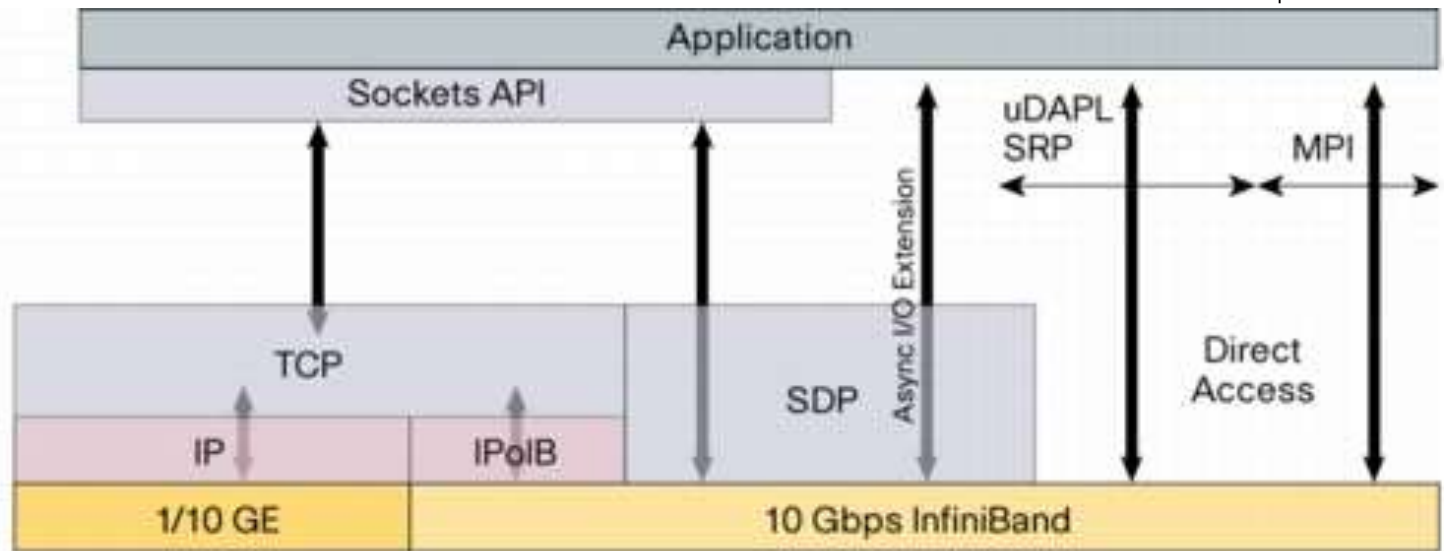 Application
Sockets API
uDAPL
SRP
MPI
Async I/O Extension
TCP
SDP
Direct
Access
IP
IPoIB
1/10 GE
10 Gbps InfiniBand